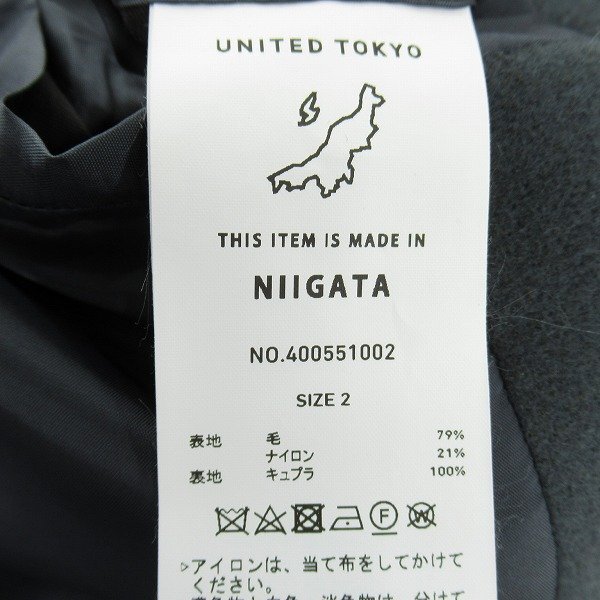 UNITED TOKYO
THIS ITEM IS MADE IN
NIIGATA
NO.400551002
SIZE 2
表地 毛 79%
ナイロン 21%
裏地 キュプラ 100%
F W
▷アイロンは、当て布をしてかけて
ください。